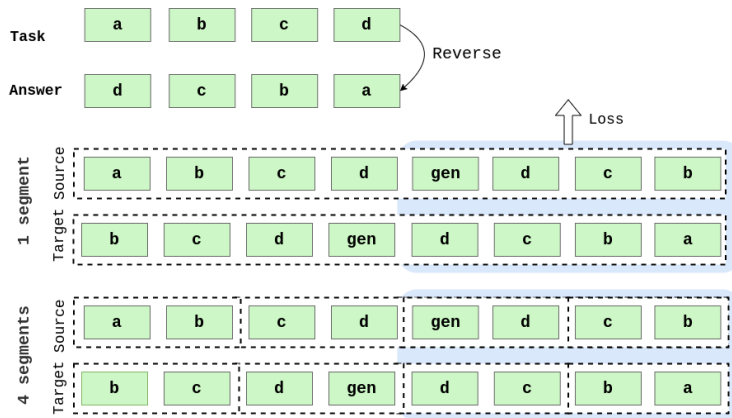 Task a b c d
Reverse
Answer d c b a
Loss
1 segment
Source a b c d gen d c b
Target b c d gen d c b a
4 segments
Source a b c d gen d c b
Target b c d gen d c b a